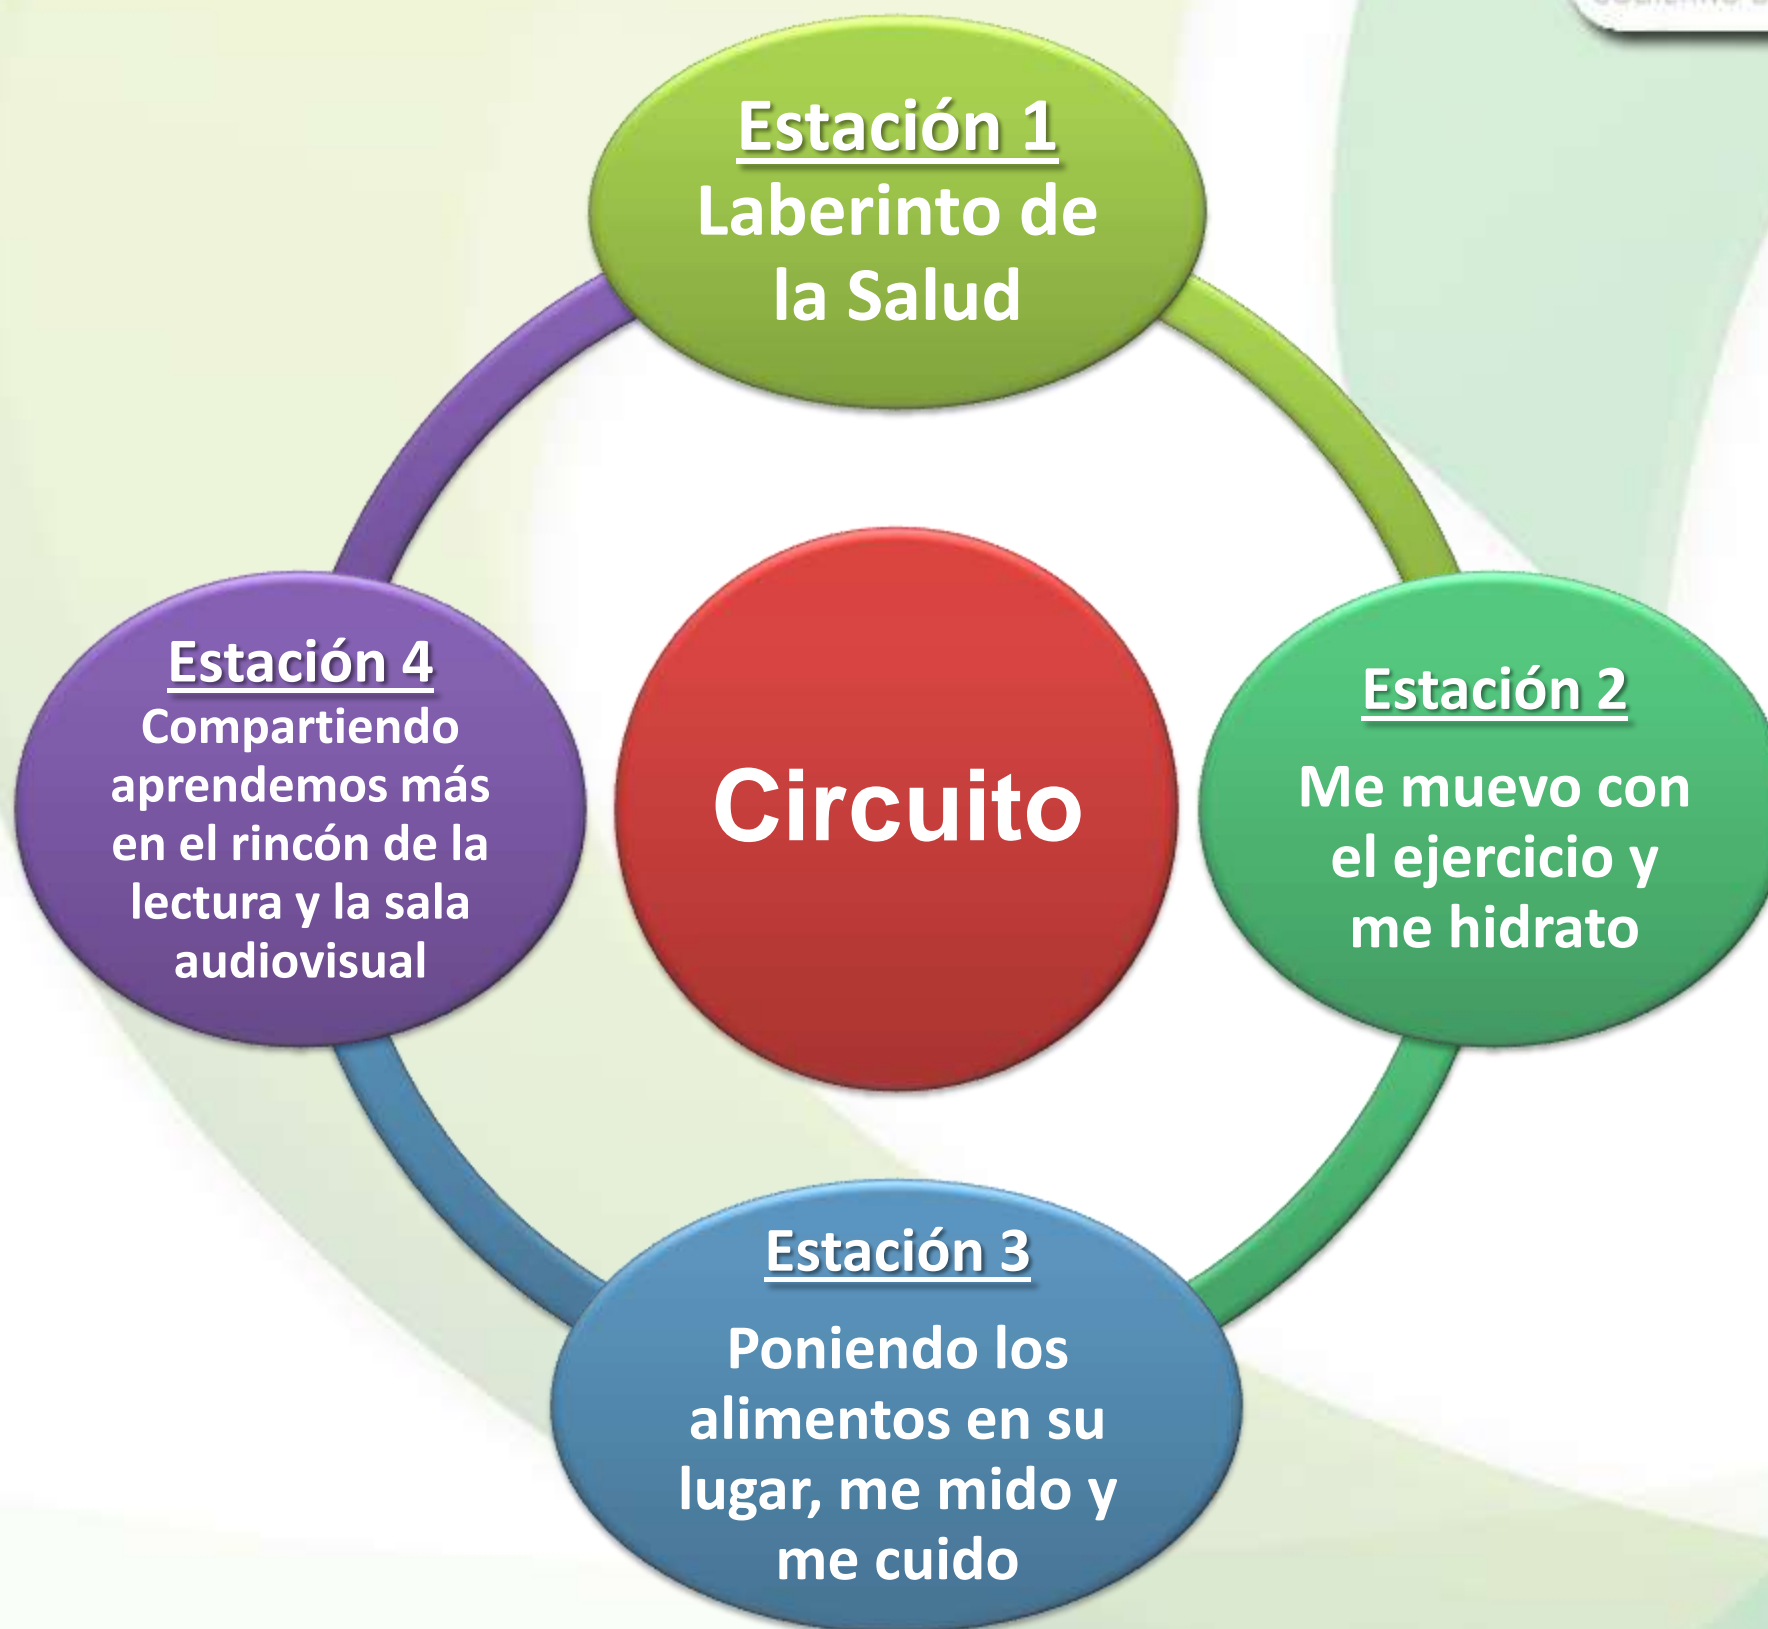 Estación 1
Laberinto de
la Salud
Estación 2
Me muevo con
el ejercicio y
me hidrato
Circuito
Estación 3
Poniendo los
alimentos en su
lugar, me mido y
me cuido
Estación 4
Compartiendo
aprendemos más
en el rincón de la
lectura y la sala
audiovisual